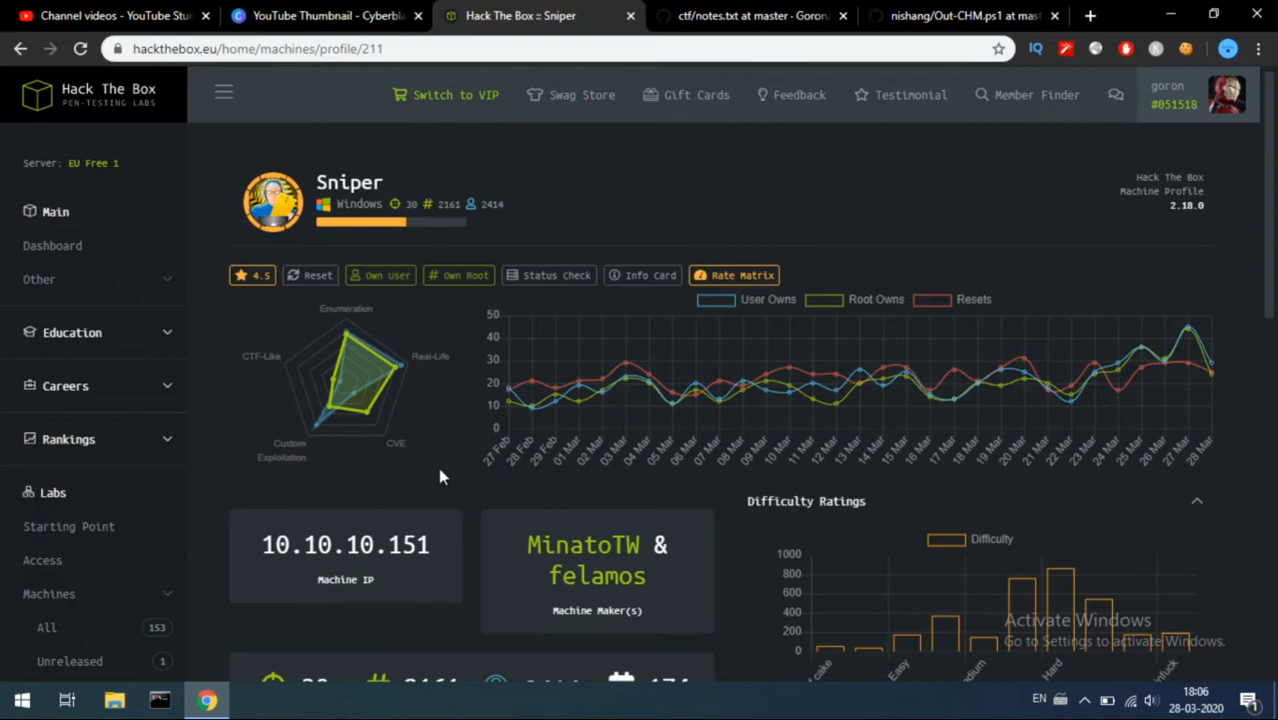 Channel videos - YouTube Stu
YouTube Thumbnail - Cyberbla
Hack The Box :: Sniper
ctf/notes.txt at master · Goron/
nishang/Out-CHM.ps1 at mast
hackthebox.eu/home/machines/profile/211
Hack The Box
PEN-TESTING LABS
Switch to VIP
Swag Store
Gift Cards
Feedback
Testimonial
Member Finder
goron
#051518
Server: EU Free 1
Main
Dashboard
Other
Education
Careers
Rankings
Labs
Starting Point
Access
Machines
All 153
Unreleased 1
Sniper
Windows 30 # 2161 2414
Hack The Box
Machine Profile
2.18.0
4.5
Reset
Own User
# Own Root
Status Check
Info Card
Rate Matrix
Enumeration
CTF-Like
Real-Life
Custom
Exploitation
CVE
User Owns
Root Owns
Resets
50
40
30
20
10
0
27 Feb
28 Feb
29 Feb
01 Mar
02 Mar
03 Mar
04 Mar
05 Mar
06 Mar
07 Mar
08 Mar
09 Mar
10 Mar
11 Mar
12 Mar
13 Mar
14 Mar
15 Mar
16 Mar
17 Mar
18 Mar
19 Mar
20 Mar
21 Mar
22 Mar
23 Mar
24 Mar
25 Mar
26 Mar
27 Mar
28 Mar
10.10.10.151
Machine IP
MinatoTW &
felamos
Machine Maker(s)
Difficulty Ratings
Difficulty
1000
800
600
400
200
0
cake
Easy
edium
Hard
nfuck
Activate Windows
Go to Settings to activate Windows.
EN
18:06
28-03-2020
1